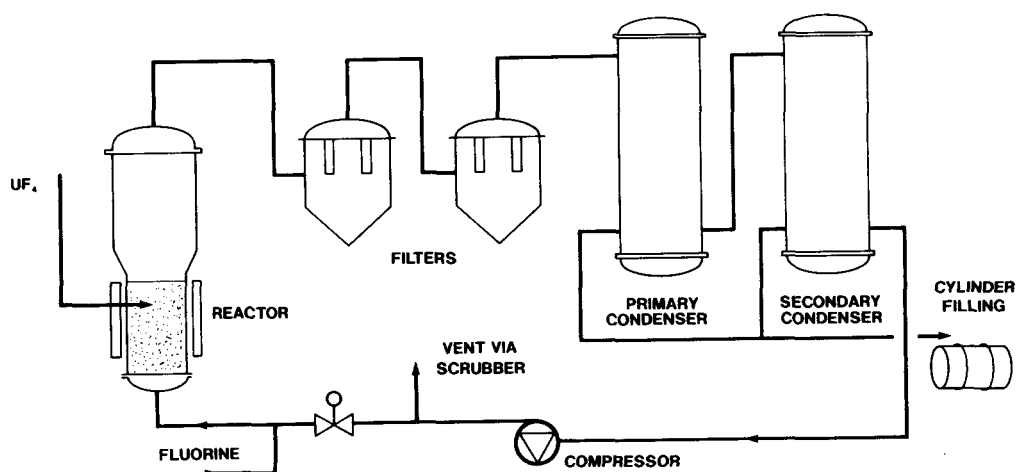 UF₄
FILTERS
REACTOR
PRIMARY
CONDENSER
SECONDARY
CONDENSER
CYLINDER
FILLING
VENT VIA
SCRUBBER
FLUORINE
COMPRESSOR